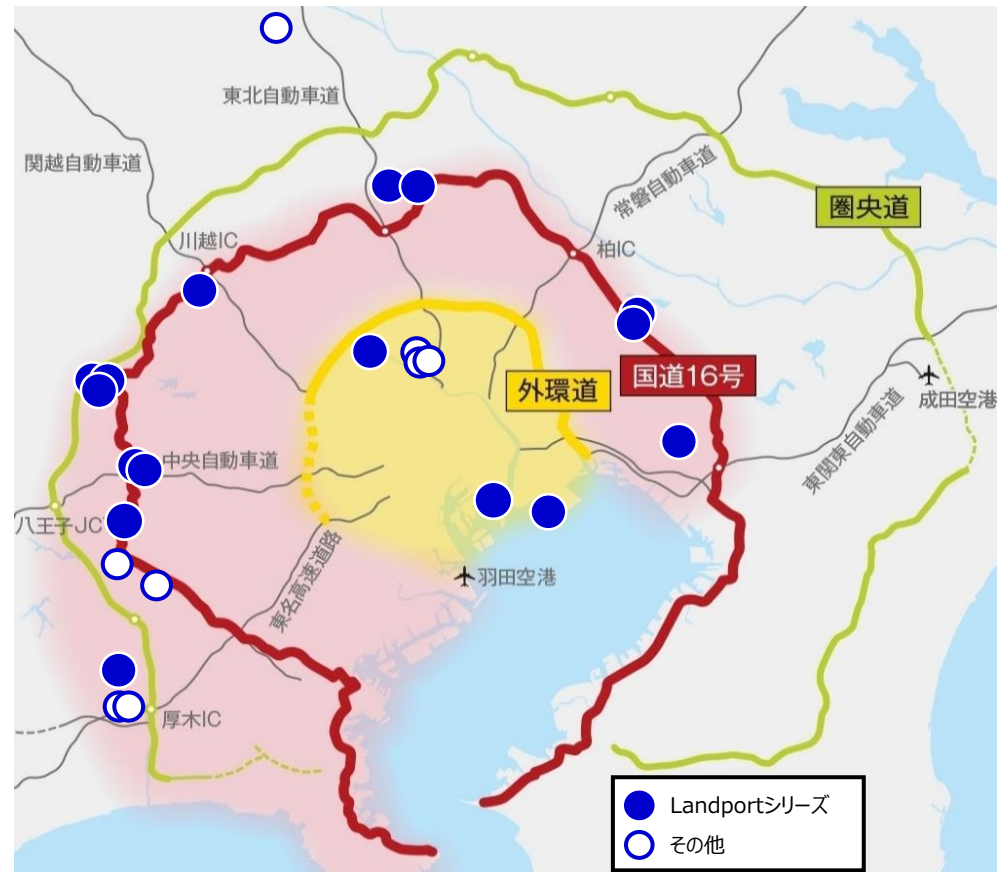 東北自動車道
関越自動車道
常磐自動車道
圏央道
川越IC
柏IC
国道16号
外環道
成田空港
東関東自動車道
中央自動車道
八王子JC
東名高速道路
羽田空港
厚木IC
Landportシリーズ
その他